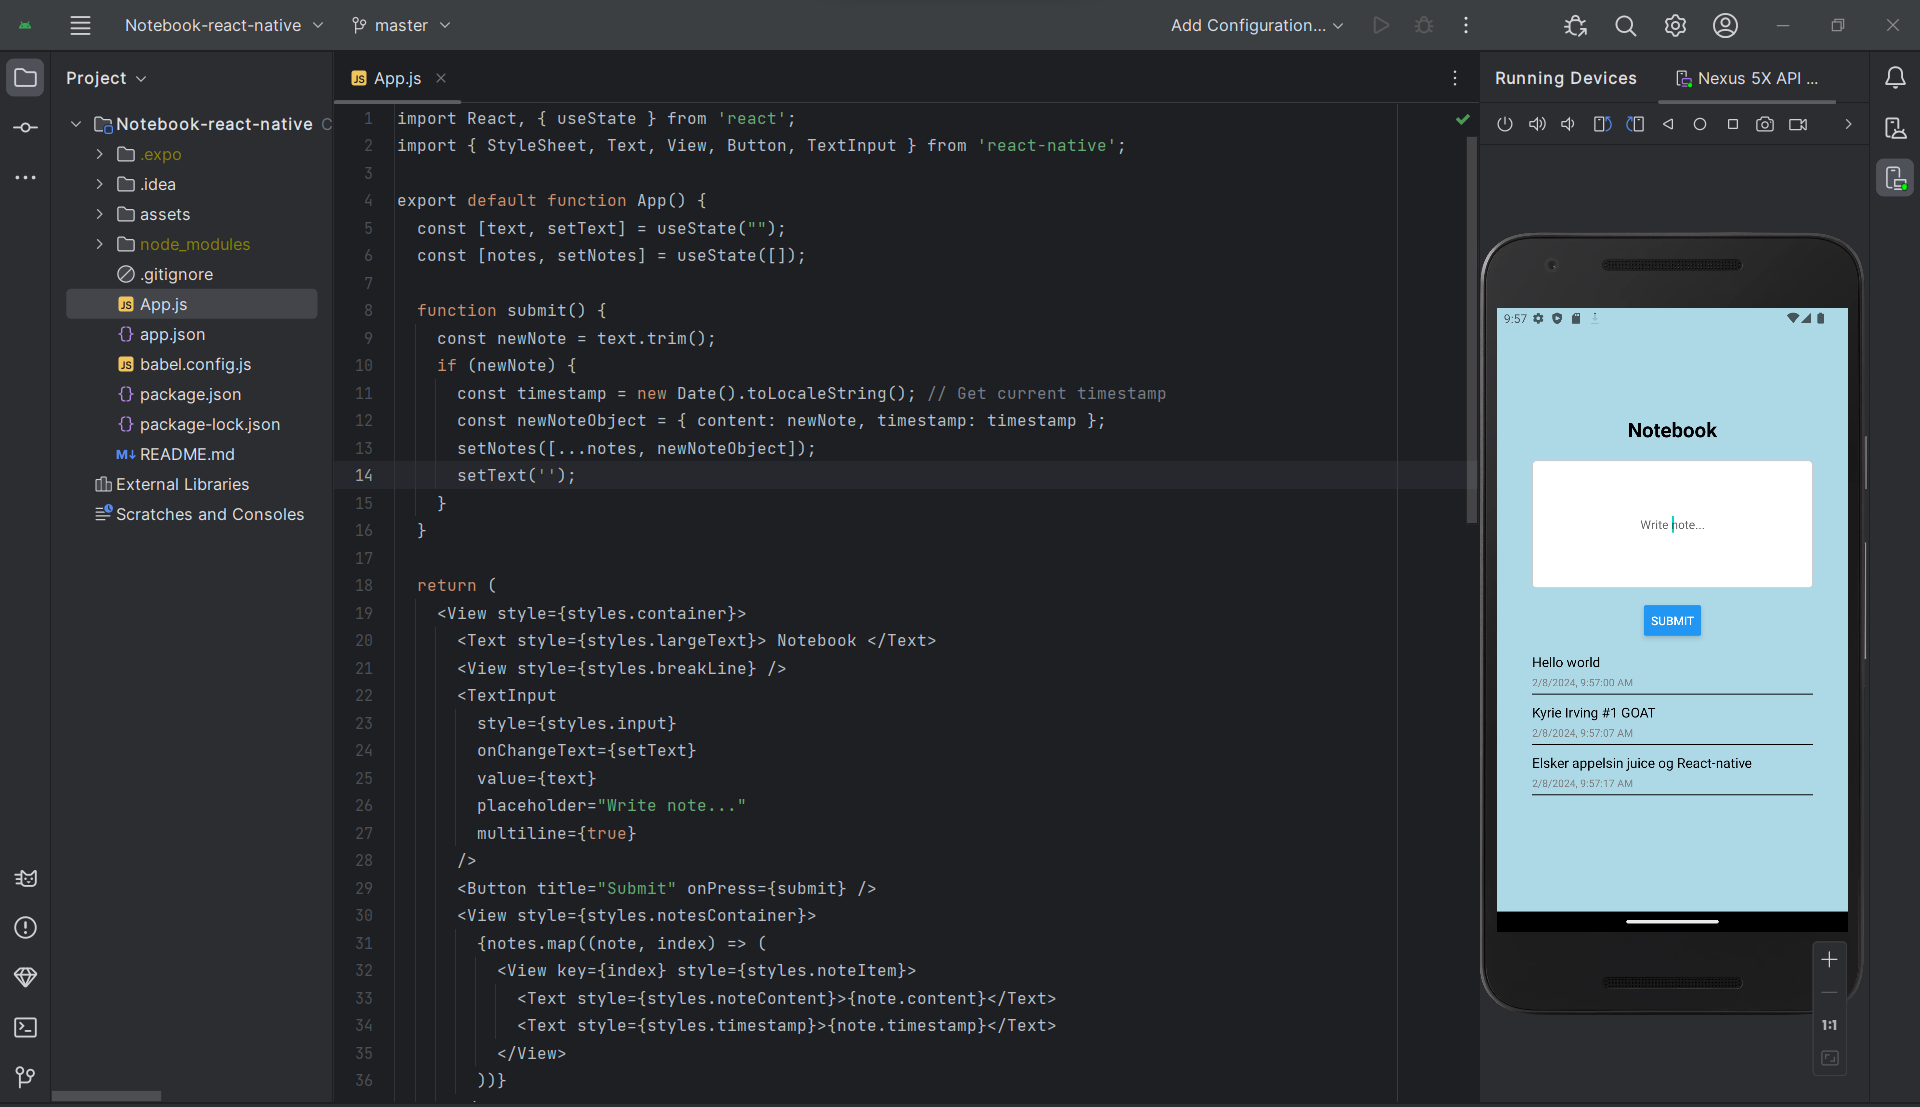 Notebook-react-native
master
Add Configuration...
Project
Notebook-react-native C
.expo
.idea
assets
node_modules
.gitignore
App.js
app.json
babel.config.js
package.json
package-lock.json
README.md
External Libraries
Scratches and Consoles
App.js
1 import React, { useState } from 'react';
2 import { StyleSheet, Text, View, Button, TextInput } from 'react-native';
3
4 export default function App() {
5 const [text, setText] = useState("");
6 const [notes, setNotes] = useState([]);
7
8 function submit() {
9 const newNote = text.trim();
10 if (newNote) {
11 const timestamp = new Date().toLocaleString(); // Get current timestamp
12 const newNoteObject = { content: newNote, timestamp: timestamp };
13 setNotes([...notes, newNoteObject]);
14 setText('');
15 }
16 }
17
18 return (
19 <View style={styles.container}>
20 <Text style={styles.largeText}> Notebook </Text>
21 <View style={styles.breakLine} />
22 <TextInput
23 style={styles.input}
24 onChangeText={setText}
25 value={text}
26 placeholder="Write note..."
27 multiline={true}
28 />
29 <Button title="Submit" onPress={submit} />
30 <View style={styles.notesContainer}>
31 {notes.map((note, index) => (
32 <View key={index} style={styles.noteItem}>
33 <Text style={styles.noteContent}>{note.content}</Text>
34 <Text style={styles.timestamp}>{note.timestamp}</Text>
35 </View>
36 ))}
Running Devices
Nexus 5X API ...
9:57
Notebook
Write note...
SUBMIT
Hello world
2/8/2024, 9:57:00 AM
Kyrie Irving #1 GOAT
2/8/2024, 9:57:07 AM
Elsker appelsin juice og React-native
2/8/2024, 9:57:17 AM
1:1